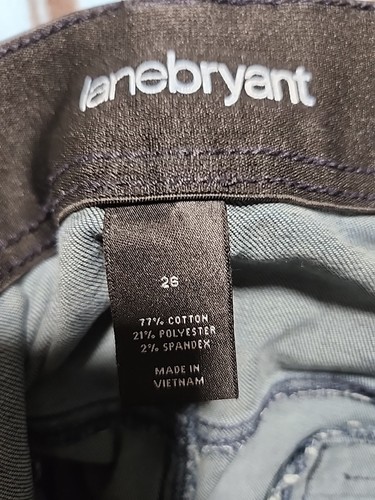 lanebryant
26
77% COTTON
21% POLYESTER
2% SPANDEX
MADE IN
VIETNAM